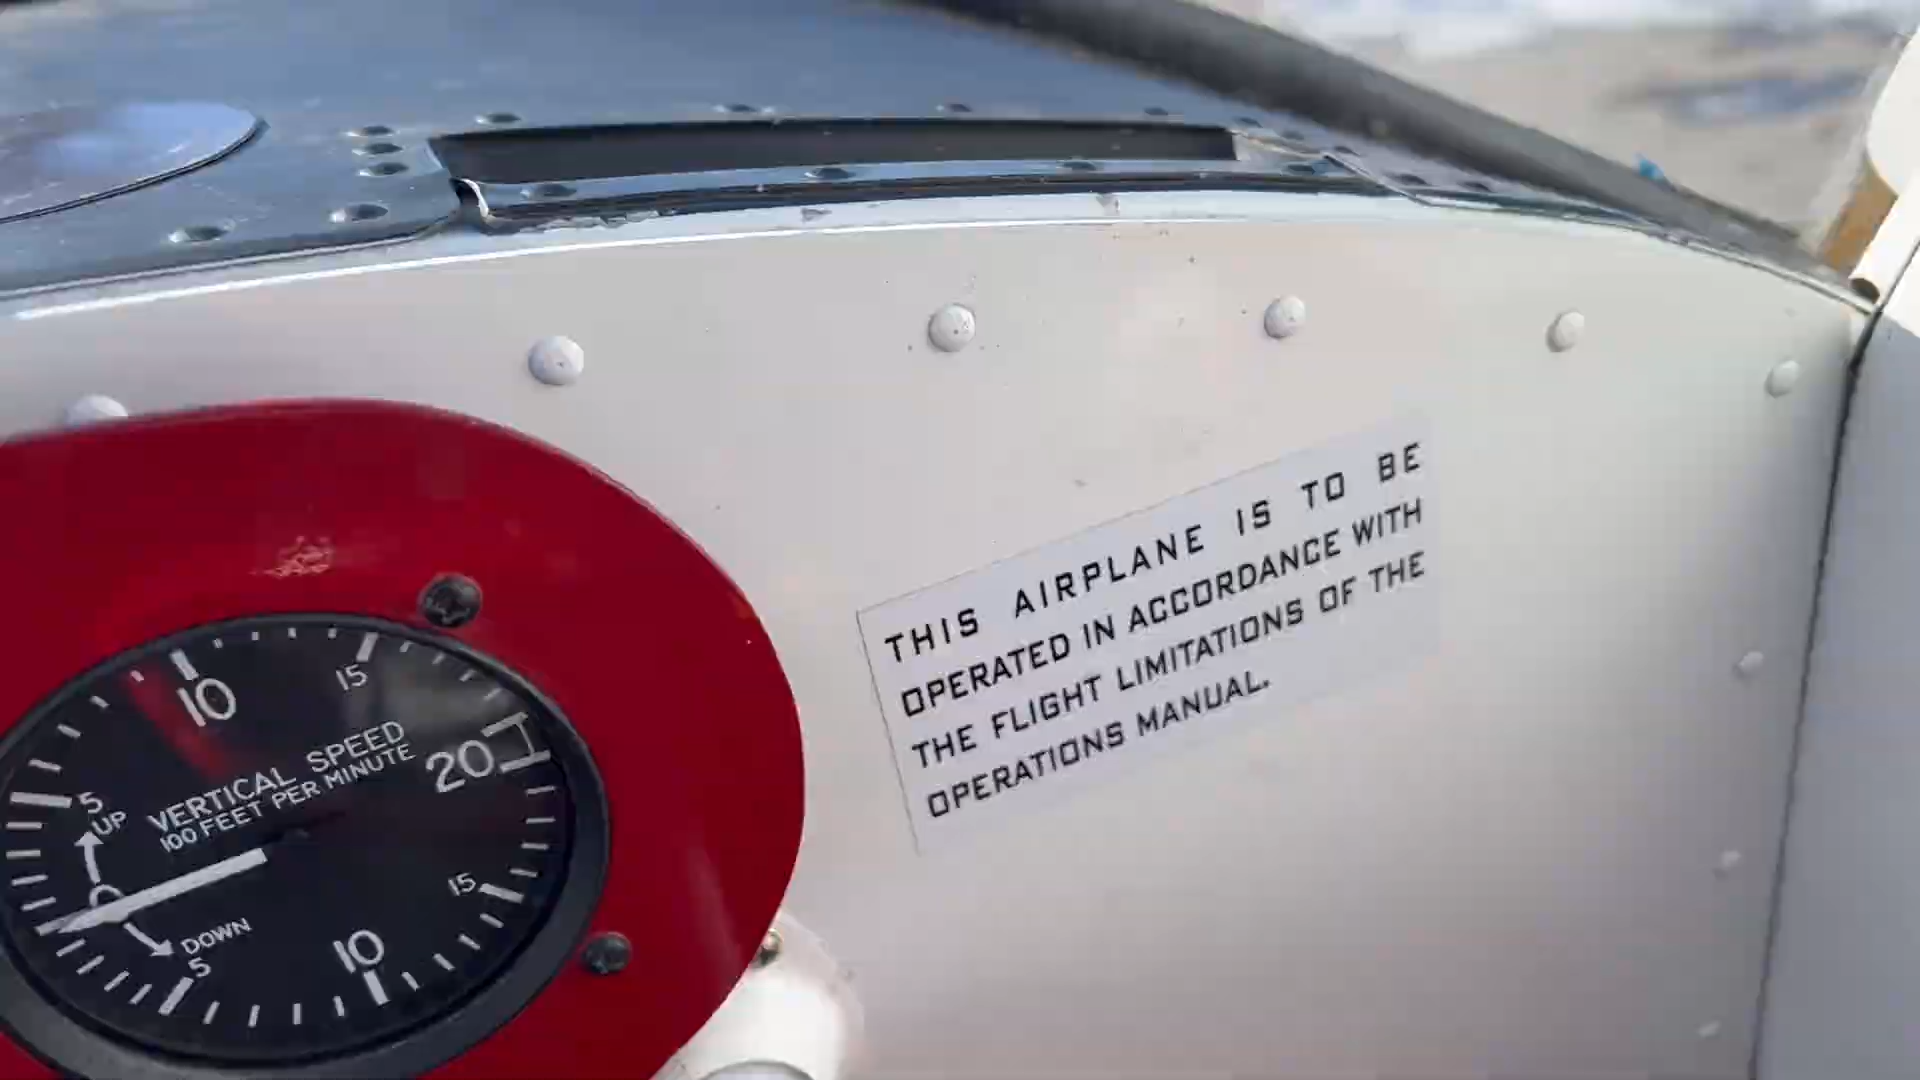 THIS AIRPLANE IS TO BE
OPERATED IN ACCORDANCE WITH
THE FLIGHT LIMITATIONS OF THE
OPERATIONS MANUAL.
10
15
20
5
UP
VERTICAL SPEED
100 FEET PER MINUTE
0
DOWN
5
10
15